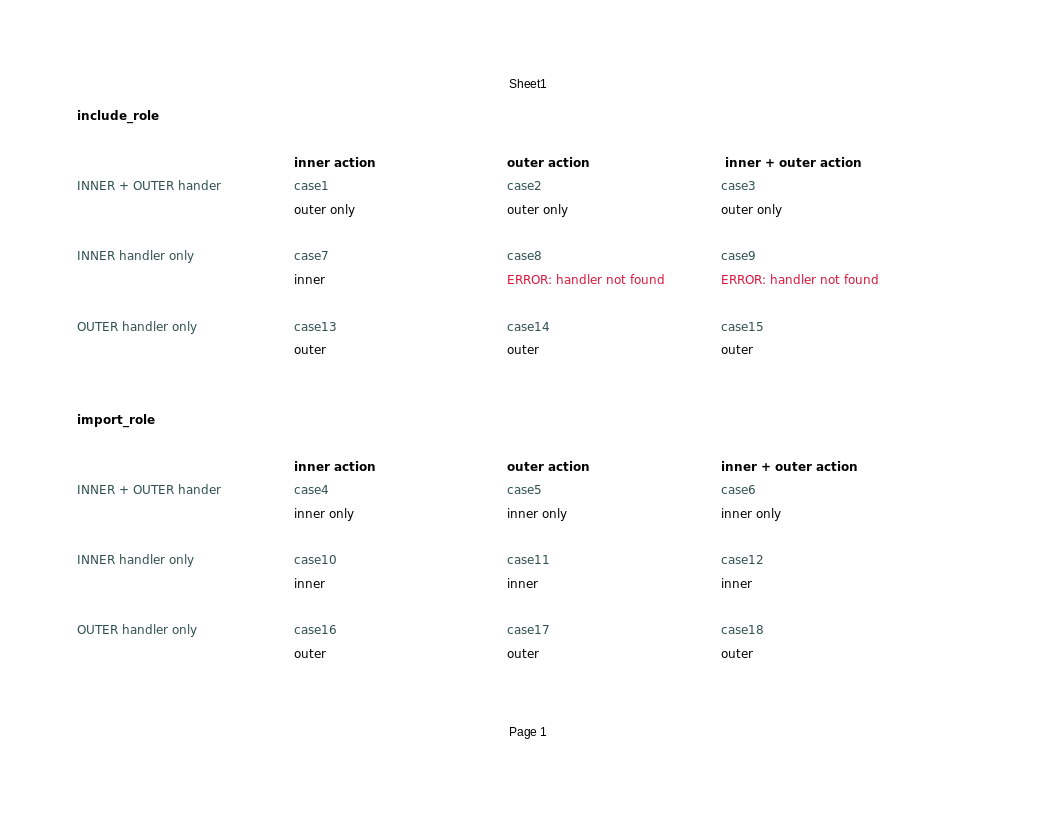 Sheet1
include_role
inner action outer action inner + outer action
INNER + OUTER hander case1 case2 case3
outer only outer only outer only
INNER handler only case7 case8 case9
inner ERROR: handler not found ERROR: handler not found
OUTER handler only case13 case14 case15
outer outer outer
import_role
inner action outer action inner + outer action
INNER + OUTER hander case4 case5 case6
inner only inner only inner only
INNER handler only case10 case11 case12
inner inner inner
OUTER handler only case16 case17 case18
outer outer outer
Page 1